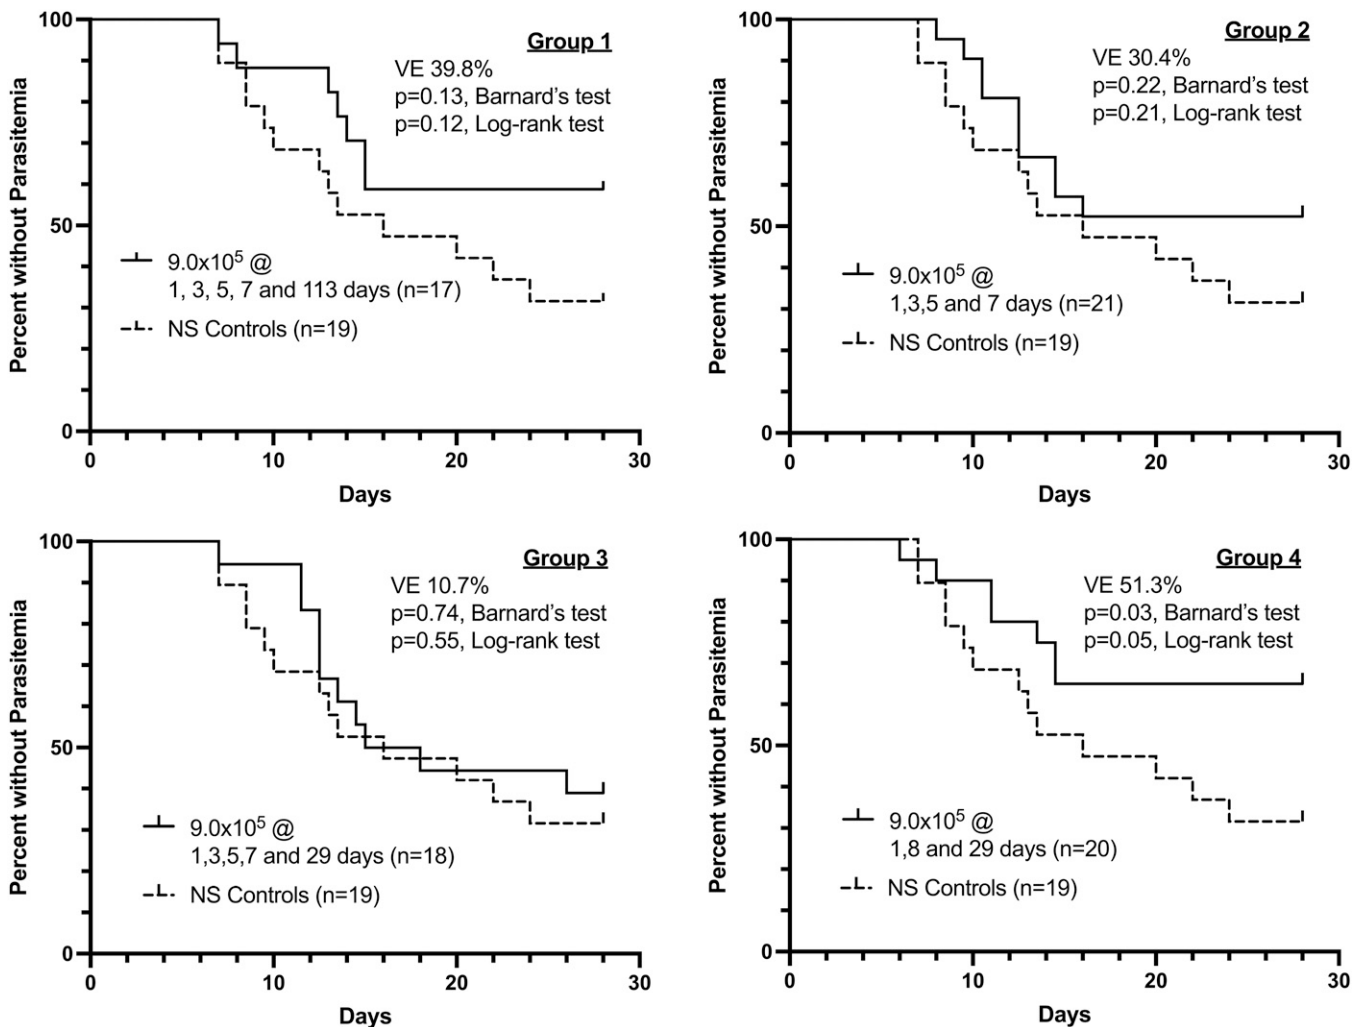 Group 1
VE 39.8%
p=0.13, Barnard's test
p=0.12, Log-rank test
Percent without Parasitemia
100
50
0
9.0x10⁵ @
1, 3, 5, 7 and 113 days (n=17)
NS Controls (n=19)
0 10 20 30
Days
Group 2
VE 30.4%
p=0.22, Barnard's test
p=0.21, Log-rank test
Percent without Parasitemia
100
50
0
9.0x10⁵ @
1,3,5 and 7 days (n=21)
NS Controls (n=19)
0 10 20 30
Days
Group 3
VE 10.7%
p=0.74, Barnard's test
p=0.55, Log-rank test
Percent without Parasitemia
100
50
0
9.0x10⁵ @
1,3,5,7 and 29 days (n=18)
NS Controls (n=19)
0 10 20 30
Days
Group 4
VE 51.3%
p=0.03, Barnard's test
p=0.05, Log-rank test
Percent without Parasitemia
100
50
0
9.0x10⁵ @
1,8 and 29 days (n=20)
NS Controls (n=19)
0 10 20 30
Days